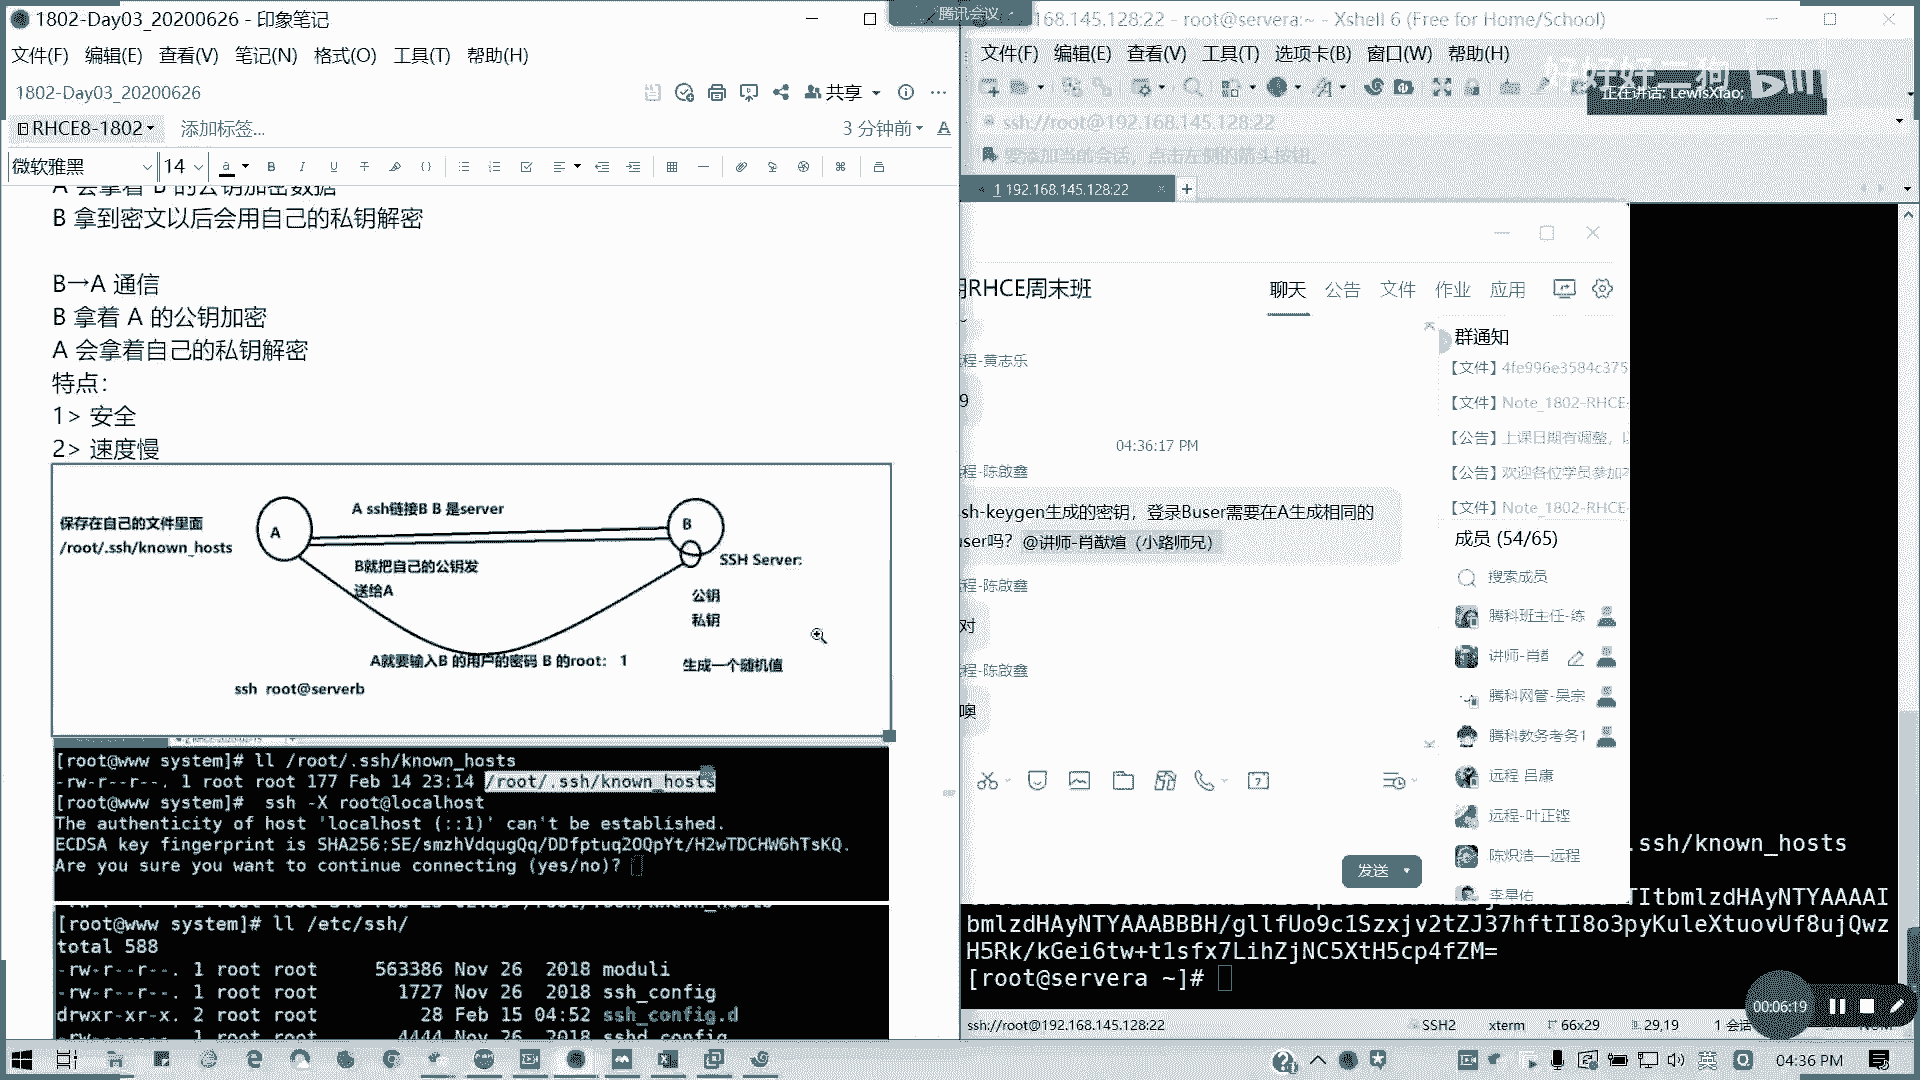 1802-Day03_20200626 - 印象笔记
文件(F) 编辑(E) 查看(V) 笔记(N) 格式(O) 工具(T) 帮助(H)
1802-Day03_20200626
共享
RHCE8-1802
添加标签...
3 分钟前
微软雅黑
14
A 会拿着 B 的公钥加密数据
B 拿到密文以后会用自己的私钥解密
B→A 通信
B 拿着 A 的公钥加密
A 会拿着自己的私钥解密
特点：
1> 安全
2> 速度慢
保存在自己的文件里面
/root/.ssh/known_hosts
A
A ssh链接B B 是server
B
B就把自己的公钥发
送给A
SSH Server:
公钥
私钥
A就要输入B 的用户的密码 B 的root： 1
生成一个随机值
ssh root@serverb
[root@www system]# ll /root/.ssh/known_hosts
-rw-r--r--. 1 root root 177 Feb 14 23:14 /root/.ssh/known_hosts
[root@www system]#  ssh -X root@localhost
The authenticity of host 'localhost (::1)' can't be established.
ECDSA key fingerprint is SHA256:SE/smzhVdqugQq/DDfptuq2OQpYt/H2wTDCHW6hTsKQ.
Are you sure you want to continue connecting (yes/no)?
[root@www system]# ll /etc/ssh/
total 588
-rw-r--r--. 1 root root 563386 Nov 26 2018 moduli
-rw-r--r--. 1 root root 1727 Nov 26 2018 ssh_config
drwxr-xr-x. 2 root root 28 Feb 15 04:52 ssh_config.d
-rw-r--r--. 1 root root 4444 Nov 26 2018 sshd_config
腾讯会议
168.145.128:22 - root@servera:~ - Xshell 6 (Free for Home/School)
文件(F) 编辑(E) 查看(V) 工具(T) 选项卡(B) 窗口(W) 帮助(H)
好好好二狗
正在讲话: LewisXiao;
ssh://root@192.168.145.128:22
要添加当前会话，点击左侧的箭头按钮。
1 192.168.145.128:22
RHCE周末班
聊天 公告 文件 作业 应用
程-黄志乐
9
04:36:17 PM
程-陈啟鑫
sh-keygen生成的密钥，登录Buser需要在A生成相同的
user吗？ @讲师-肖猷煊（小路师兄）
程-陈啟鑫
对
程-陈啟鑫
噢
发送
群通知
【文件】4fe996e3584c375
【文件】Note_1802-RHCE-
【公告】上课日期有调整，
【公告】欢迎各位学员参加
【文件】Note_1802-RHCE-
成员 (54/65)
搜索成员
腾科班主任-练
讲师-肖猷
腾科网管-吴宗
腾科教务考务1
远程 吕康
远程-叶正铿
陈炽洁—远程
李昰佑
.ssh/known_hosts
ItbmlzdHAyNTYAAAAI
bmlzdHAyNTYAAABBBH/gllfUo9c1Szxjv2tZJ37hftII8o3pyKuleXtuovUf8ujQwz
H5Rk/kGei6tw+t1sfx7LihZjNC5XtH5cp4fZM=
[root@servera ~]#
00:06:19
ssh://root@192.168.145.128:22
SSH2
xterm
66x29
29,19
1 会话
英
04:36 PM